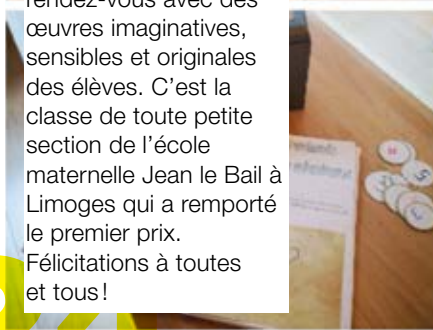 rendez-vous avec des
œuvres imaginatives,
sensibles et originales
des élèves. C’est la
classe de toute petite
section de l’école
maternelle Jean le Bail à
Limoges qui a remporté
le premier prix.
Félicitations à toutes
et tous !